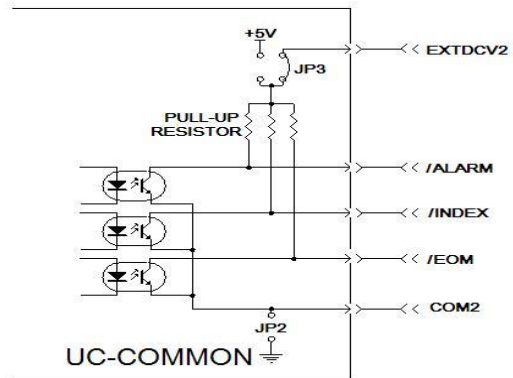 +5V
EXTDCV2
JP3
PULL-UP
RESISTOR
/ALARM
/INDEX
/EOM
COM2
JP2
UC-COMMON